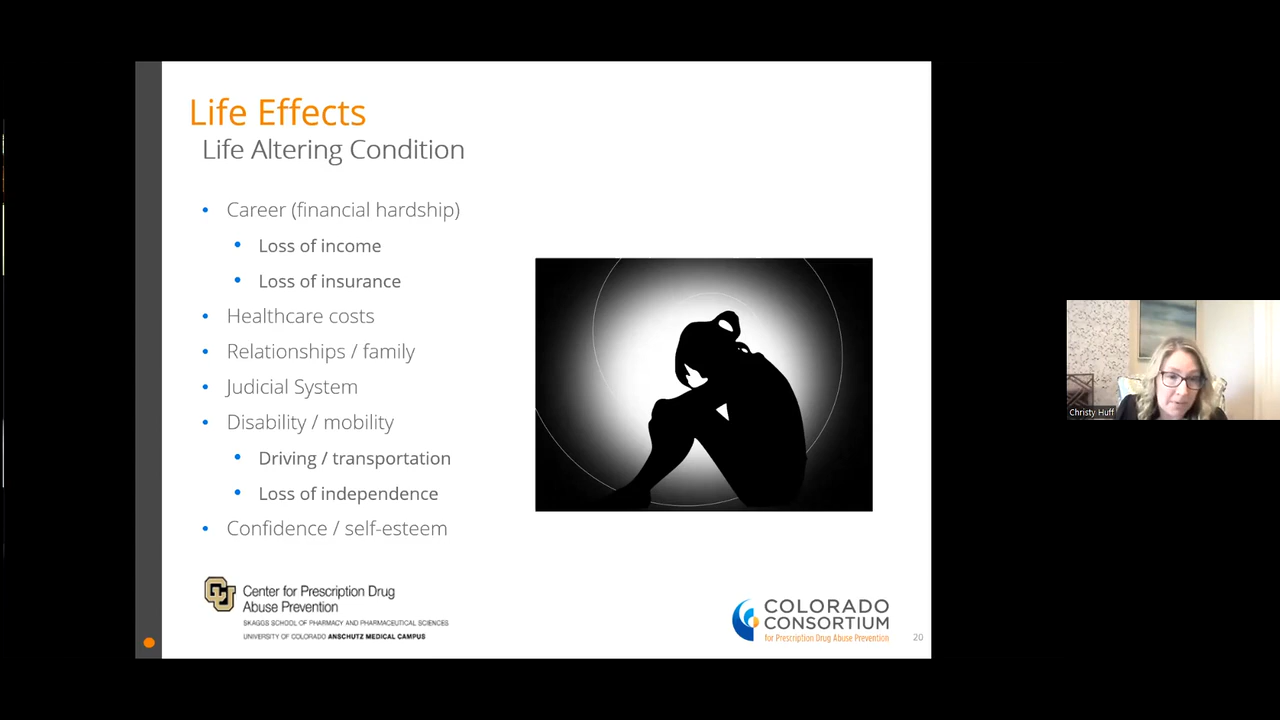 Life Effects
Life Altering Condition
• Career (financial hardship)
• Loss of income
• Loss of insurance
• Healthcare costs
• Relationships / family
• Judicial System
• Disability / mobility
• Driving / transportation
• Loss of independence
• Confidence / self-esteem
CU
Center for Prescription Drug
Abuse Prevention
SKAGGS SCHOOL OF PHARMACY AND PHARMACEUTICAL SCIENCES
UNIVERSITY OF COLORADO ANSCHUTZ MEDICAL CAMPUS
COLORADO
CONSORTIUM
for Prescription Drug Abuse Prevention
20
Christy Huff